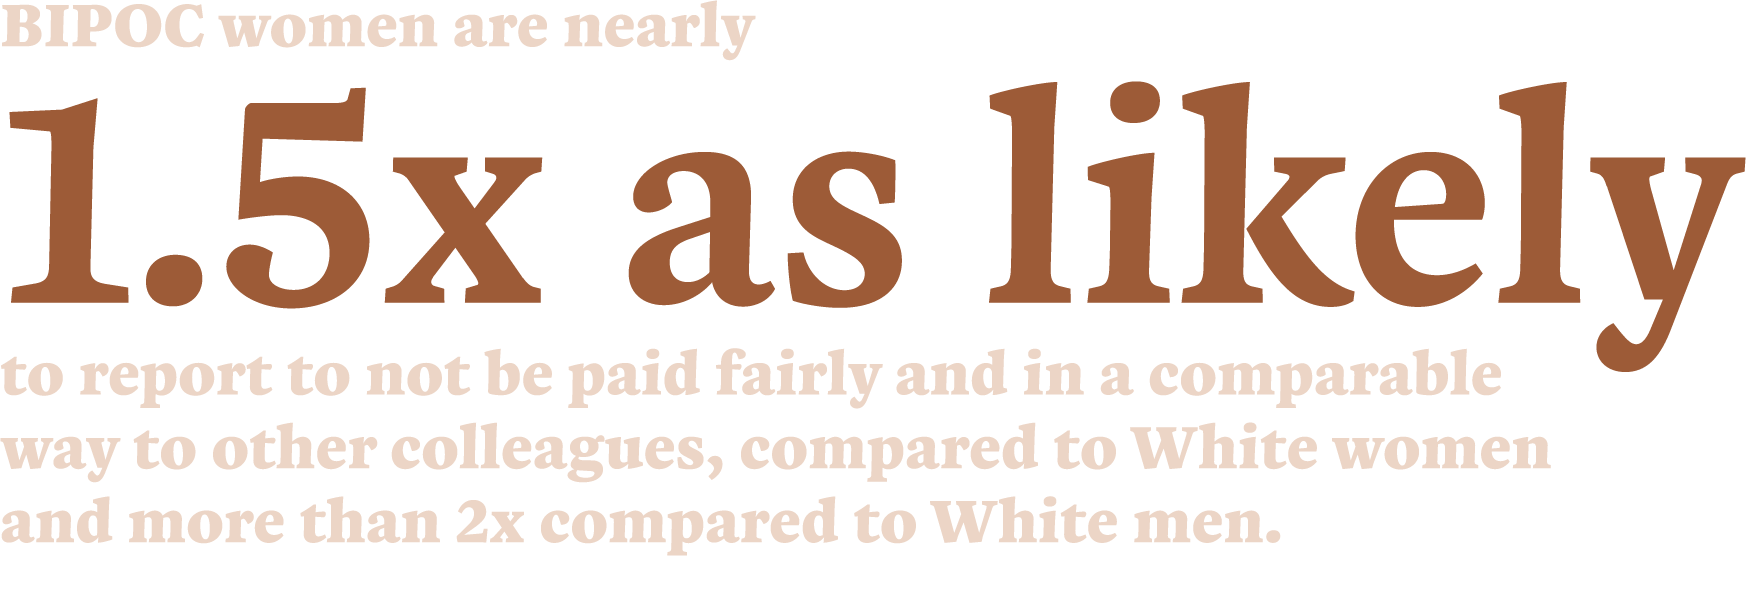 BIPOC women are nearly
1.5x as likely
to report to not be paid fairly and in a comparable
way to other colleagues, compared to White women
and more than 2x compared to White men.